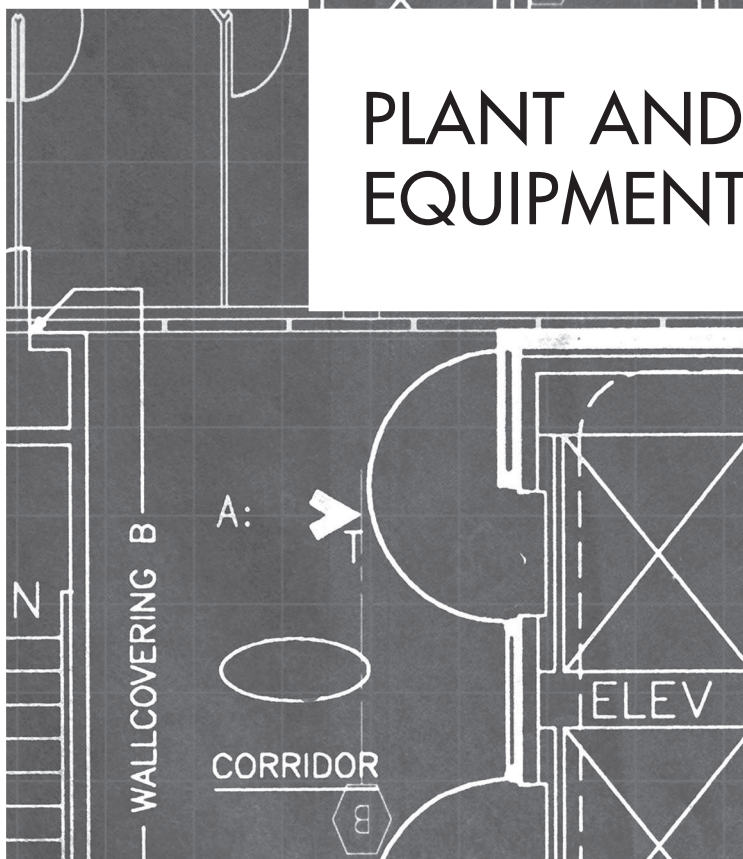 PLANT AND
EQUIPMENT
A:
T
N
WALLCOVERING B
ELEV
CORRIDOR
B